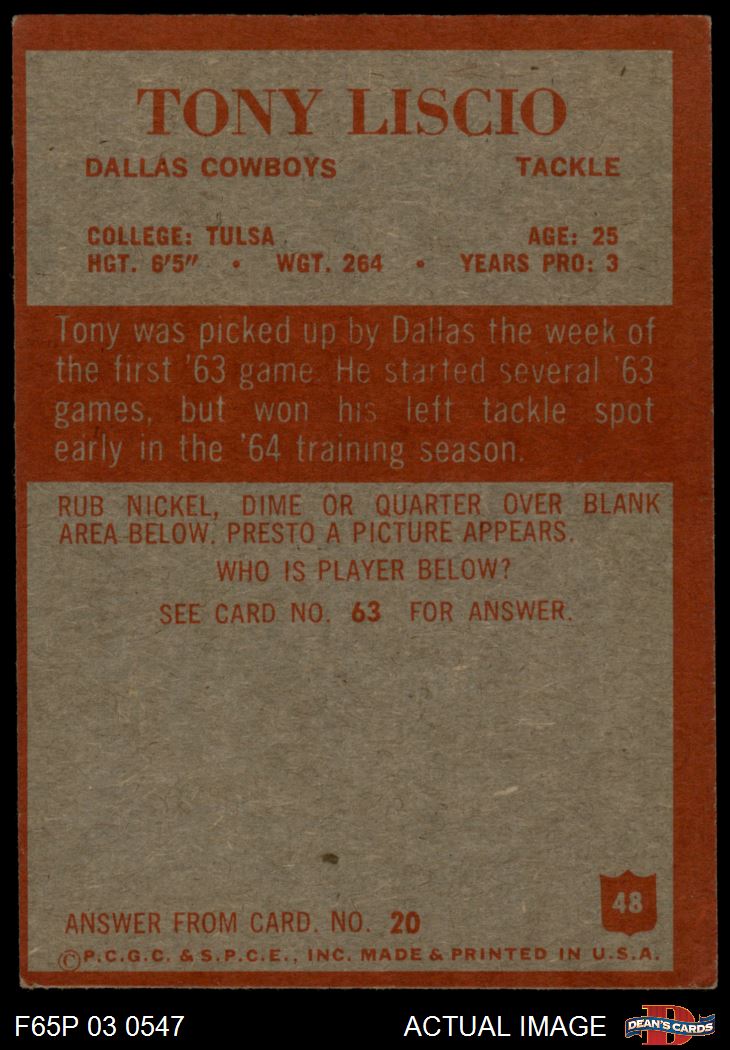 TONY LISCIO
DALLAS COWBOYS TACKLE
COLLEGE: TULSA AGE: 25
HGT. 6'5" • WGT. 264 • YEARS PRO: 3
Tony was picked up by Dallas the week of
the first '63 game. He started several '63
games, but won his left tackle spot
early in the '64 training season.
RUB NICKEL, DIME OR QUARTER OVER BLANK
AREA BELOW. PRESTO A PICTURE APPEARS.
WHO IS PLAYER BELOW?
SEE CARD NO. 63 FOR ANSWER.
48
ANSWER FROM CARD. NO. 20
©P.C.G.C. & S.P.C.E., INC. MADE & PRINTED IN U.S.A.
F65P 03 0547 ACTUAL IMAGE D DEAN'S CARDS